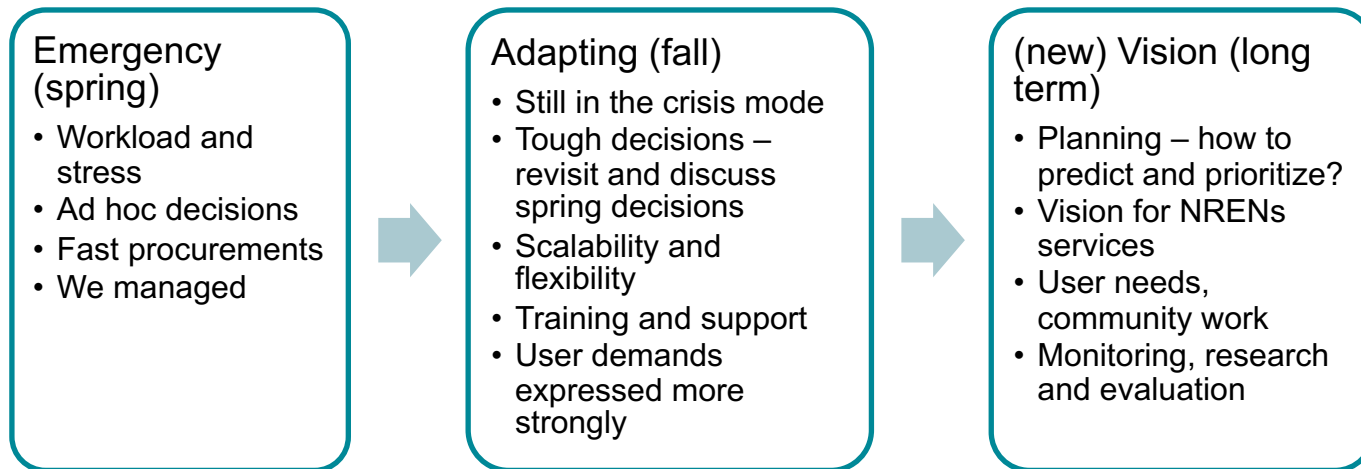 Emergency
(spring)
• Workload and
stress
• Ad hoc decisions
• Fast procurements
• We managed
Adapting (fall)
• Still in the crisis mode
• Tough decisions –
revisit and discuss
spring decisions
• Scalability and
flexibility
• Training and support
• User demands
expressed more
strongly
(new) Vision (long
term)
• Planning – how to
predict and prioritize?
• Vision for NRENs
services
• User needs,
community work
• Monitoring, research
and evaluation